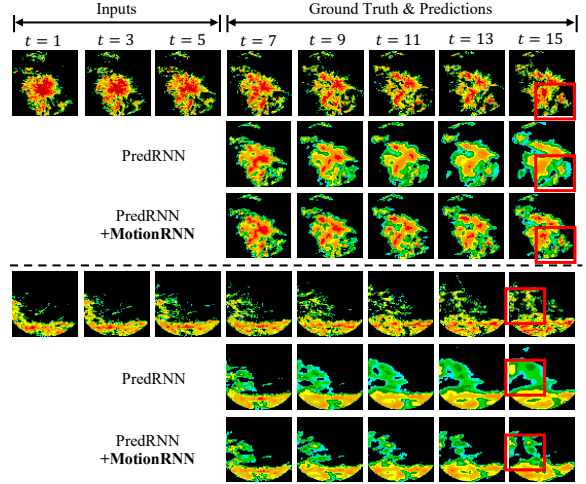 Inputs Ground Truth & Predictions
t = 1 t = 3 t = 5 t = 7 t = 9 t = 11 t = 13 t = 15
PredRNN
PredRNN
+MotionRNN
PredRNN
PredRNN
+MotionRNN